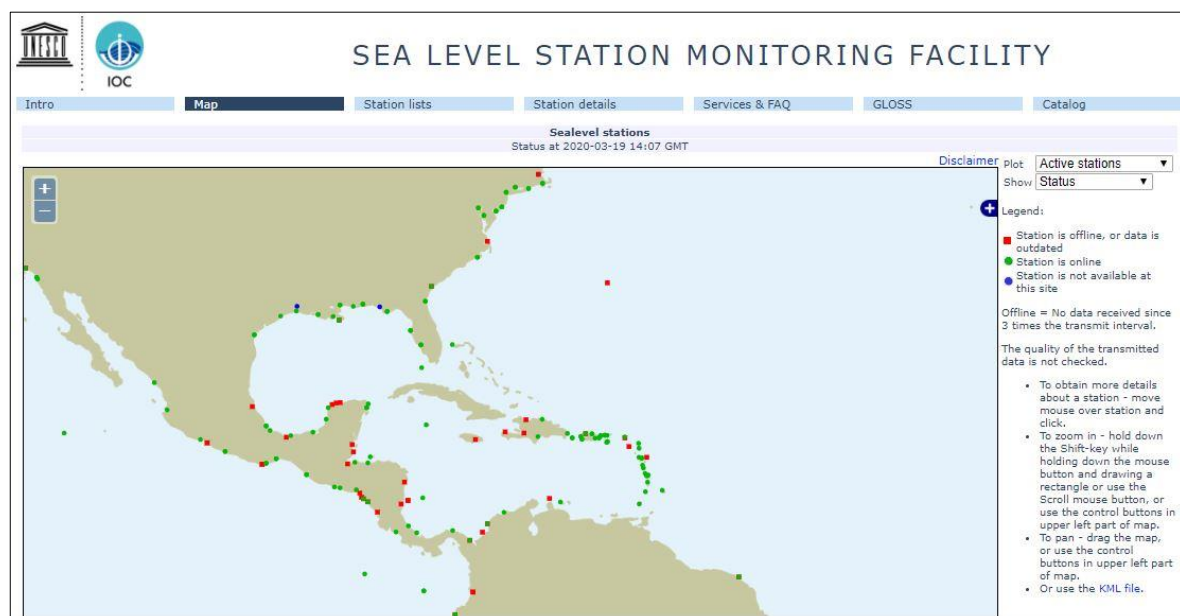 UNESCO
IOC
SEA LEVEL STATION MONITORING FACILITY
Intro Map Station lists Station details Services & FAQ GLOSS Catalog
Sealevel stations
Status at 2020-03-19 14:07 GMT
Disclaimer Plot Active stations
Show Status
+
−
+
Legend:
Station is offline, or data is
outdated
Station is online
Station is not available at
this site
Offline = No data received since
3 times the transmit interval.
The quality of the transmitted
data is not checked.
• To obtain more details
about a station - move
mouse over station and
click.
• To zoom in - hold down
the Shift-key while
holding down the mouse
button and drawing a
rectangle or use the
Scroll mouse button, or
use the control buttons in
upper left part of map.
• To pan - drag the map,
or use the control
buttons in upper left part
of map.
• Or use the KML file.